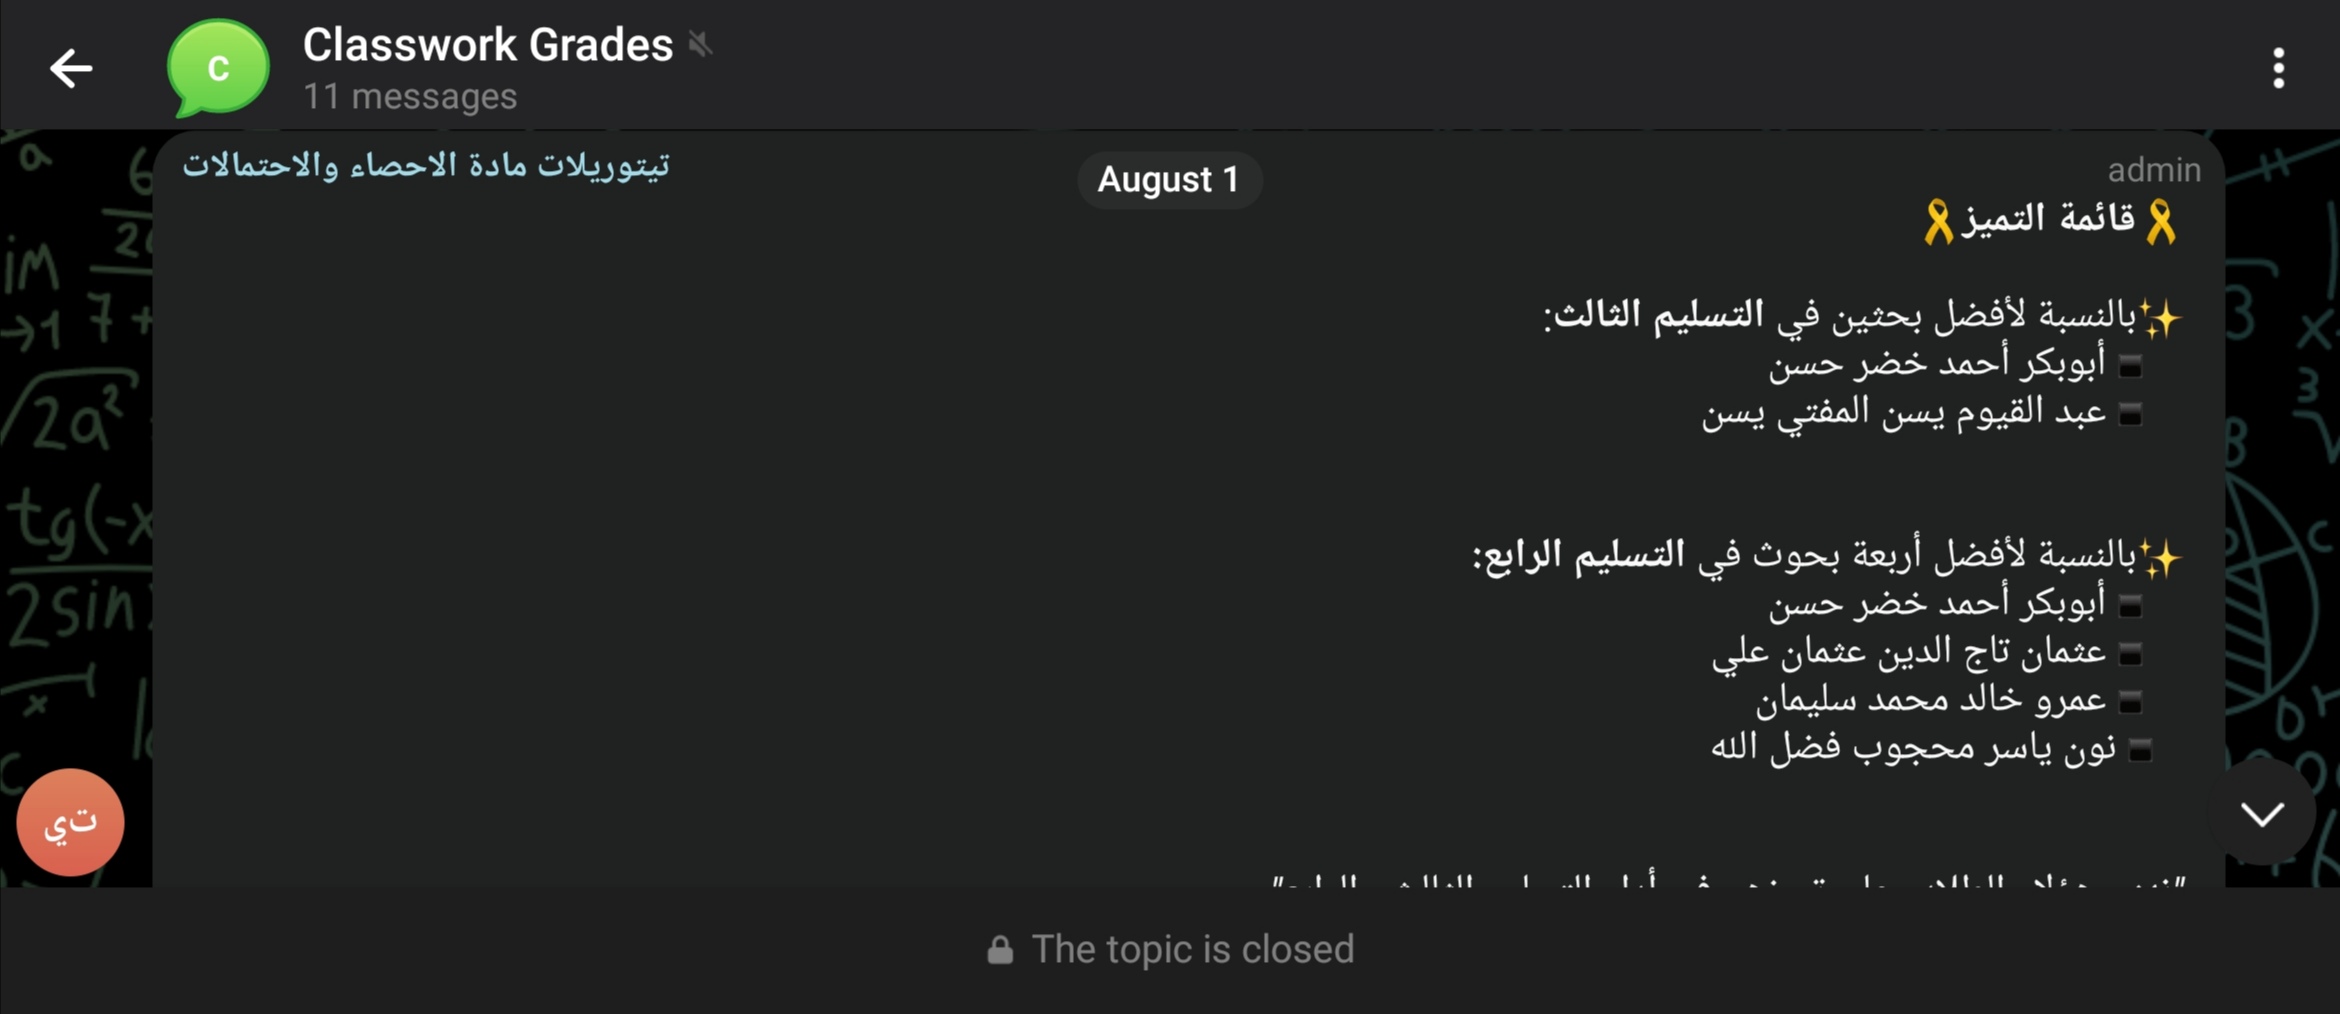 Classwork Grades
11 messages
تيتوريلات مادة الاحصاء والاحتمالات
admin
August 1
🎗قائمة التميز🎗
✨بالنسبة لأفضل بحثين في التسليم الثالث:
▪️ أبوبكر أحمد خضر حسن
▪️ عبد القيوم يسن المفتي يسن
✨بالنسبة لأفضل أربعة بحوث في التسليم الرابع:
▪️ أبوبكر أحمد خضر حسن
▪️ عثمان تاج الدين عثمان علي
▪️ عمرو خالد محمد سليمان
▪️ نون ياسر محجوب فضل الله
تي
The topic is closed